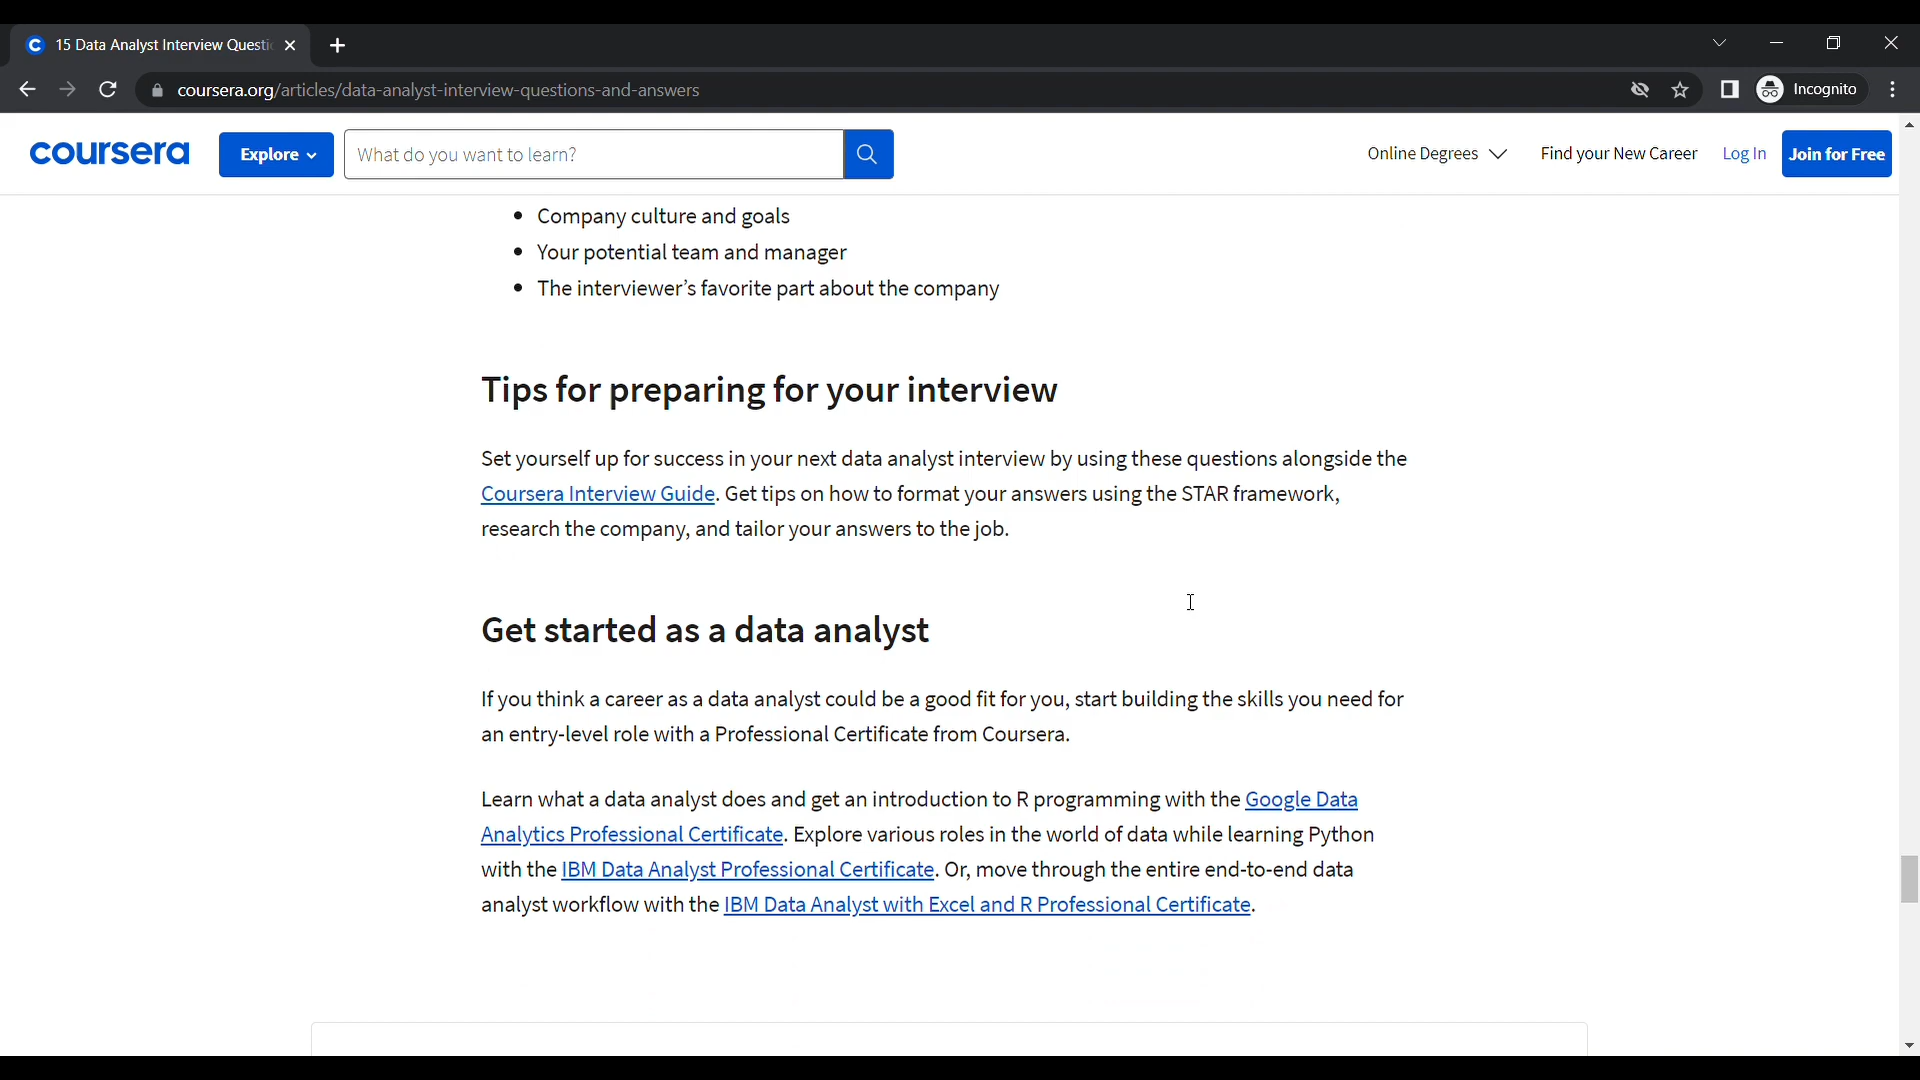 15 Data Analyst Interview Questi
coursera.org/articles/data-analyst-interview-questions-and-answers
Incognito
coursera
Explore
What do you want to learn?
Online Degrees
Find your New Career
Log In
Join for Free
• Company culture and goals
• Your potential team and manager
• The interviewer’s favorite part about the company
Tips for preparing for your interview
Set yourself up for success in your next data analyst interview by using these questions alongside the
Coursera Interview Guide. Get tips on how to format your answers using the STAR framework,
research the company, and tailor your answers to the job.
Get started as a data analyst
If you think a career as a data analyst could be a good fit for you, start building the skills you need for
an entry-level role with a Professional Certificate from Coursera.
Learn what a data analyst does and get an introduction to R programming with the Google Data
Analytics Professional Certificate. Explore various roles in the world of data while learning Python
with the IBM Data Analyst Professional Certificate. Or, move through the entire end-to-end data
analyst workflow with the IBM Data Analyst with Excel and R Professional Certificate.